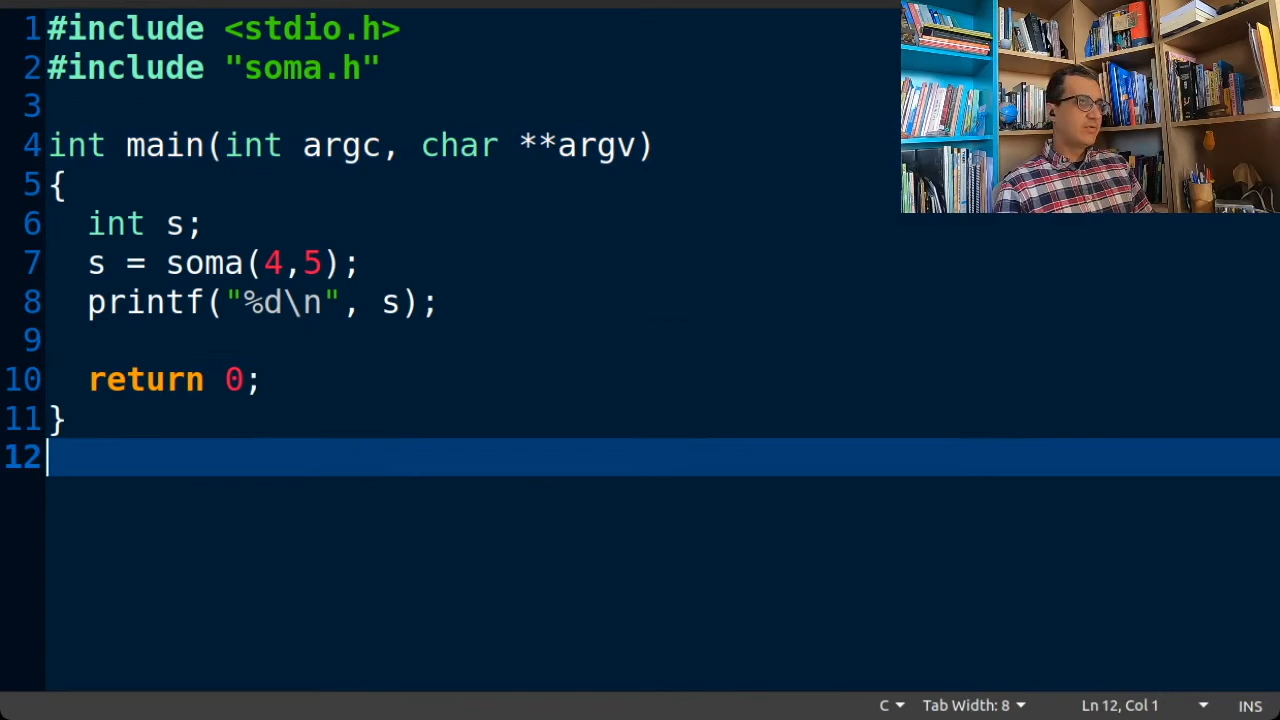 1 #include <stdio.h>
2 #include "soma.h"
3
4 int main(int argc, char **argv)
5 {
6   int s;
7   s = soma(4,5);
8   printf("%d\n", s);
9
10   return 0;
11 }
12
C Tab Width: 8 Ln 12, Col 1 INS